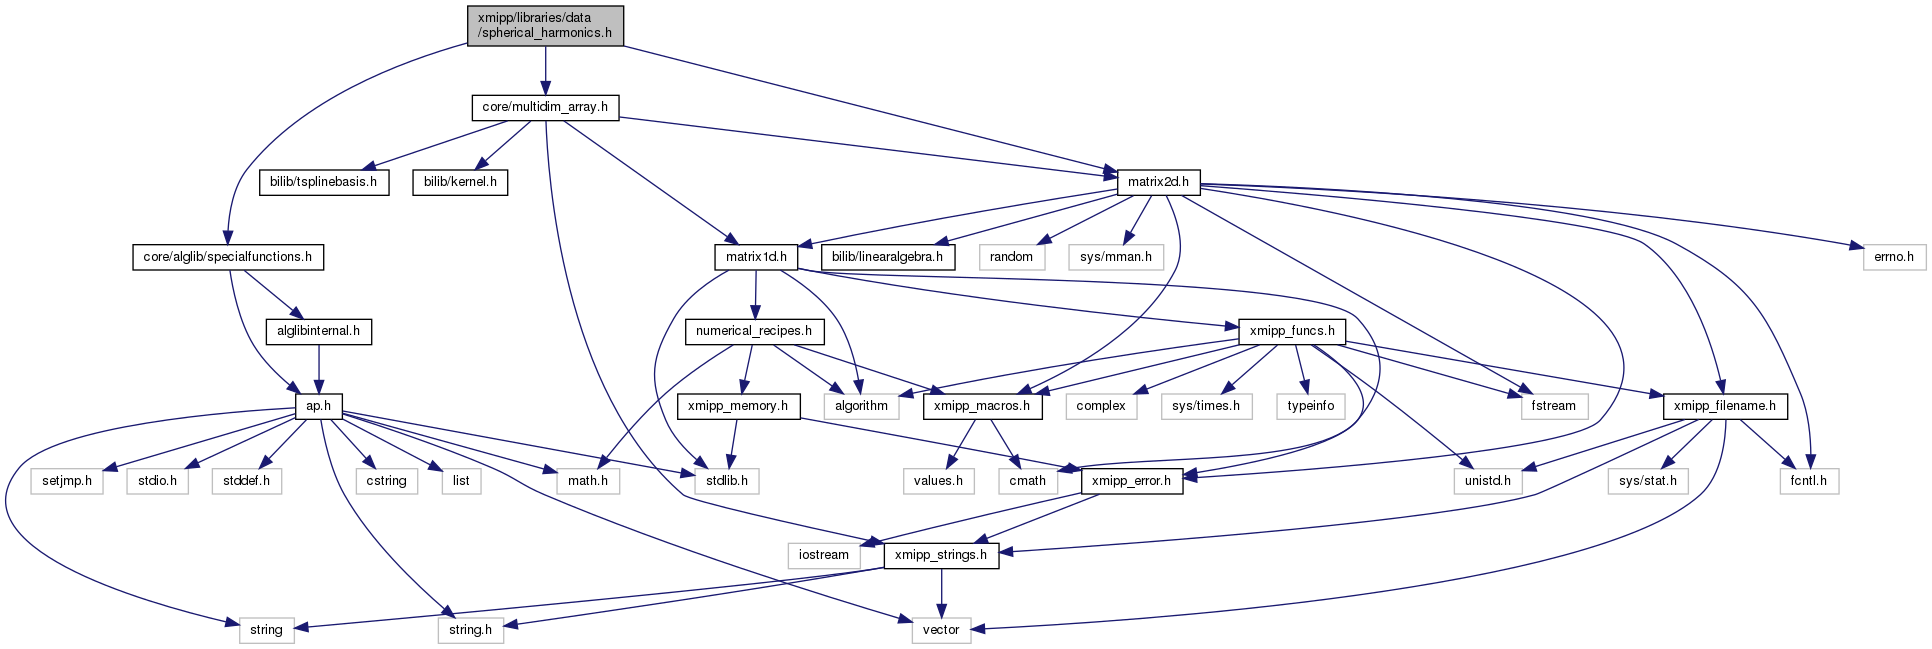 xmipp/libraries/data
/spherical_harmonics.h
core/multidim_array.h
bilib/tsplinebasis.h
bilib/kernel.h
matrix2d.h
core/alglib/specialfunctions.h
matrix1d.h
bilib/linearalgebra.h
random
sys/mman.h
errno.h
alglibinternal.h
numerical_recipes.h
xmipp_funcs.h
ap.h
xmipp_memory.h
algorithm
xmipp_macros.h
complex
sys/times.h
typeinfo
fstream
xmipp_filename.h
setjmp.h
stdio.h
stddef.h
cstring
list
math.h
stdlib.h
values.h
cmath
xmipp_error.h
unistd.h
sys/stat.h
fcntl.h
iostream
xmipp_strings.h
string
string.h
vector